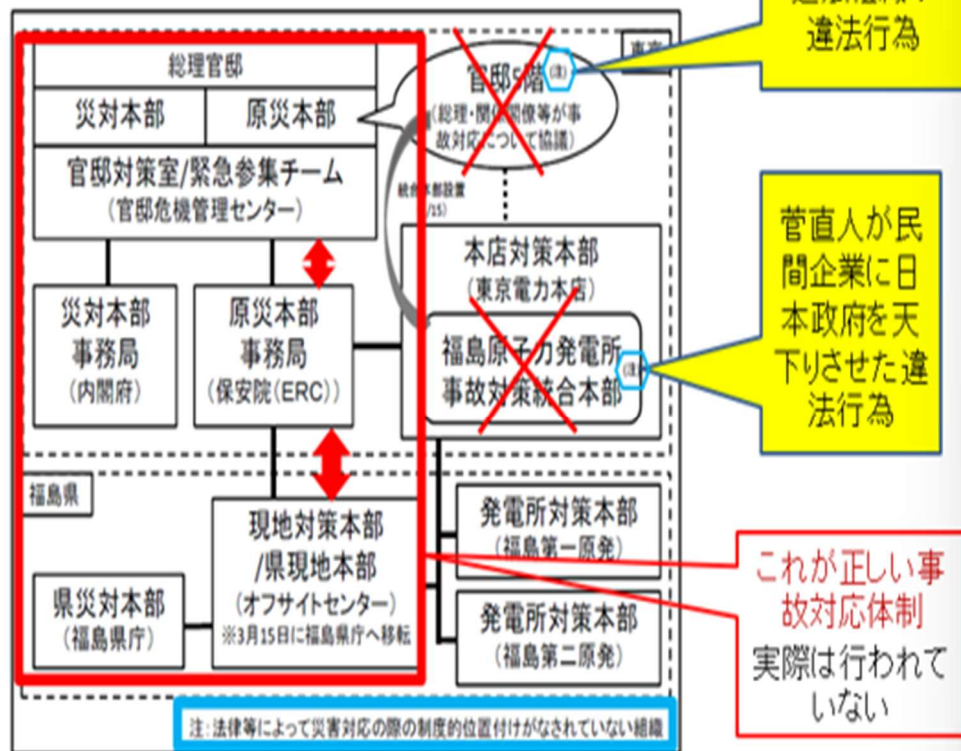 違法行為
総理官邸
災対本部
原災本部
官邸対策室/緊急参集チーム
(官邸危機管理センター)
官邸5階
(注)
(総理・関係閣僚等が事
故対応について協議)
東京
統合本部設置
/15)
本店対策本部
(東京電力本店)
福島原子力発電所
事故対策統合本部
(注)
菅直人が民
間企業に日
本政府を天
下りさせた違
法行為
災対本部
事務局
(内閣府)
原災本部
事務局
(保安院(ERC))
福島県
現地対策本部
/県現地本部
(オフサイトセンター)
※3月15日に福島県庁へ移転
県災対本部
(福島県庁)
発電所対策本部
(福島第一原発)
発電所対策本部
(福島第二原発)
これが正しい事
故対応体制
実際は行われて
いない
注:法律等によって災害対応の際の制度的位置付けがなされていない組織